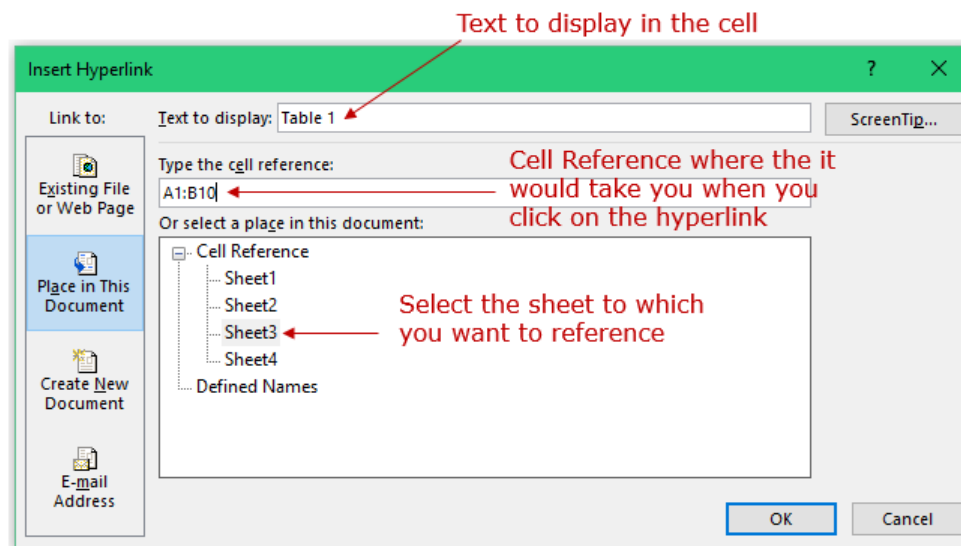 Text to display in the cell
Insert Hyperlink
?
Link to:
Text to display: Table 1
ScreenTip...
Existing File
or Web Page
Type the cell reference:
A1:B10
Cell Reference where the it
would take you when you
click on the hyperlink
Or select a place in this document:
Place in This
Document
Cell Reference
Sheet1
Sheet2
Sheet3
Sheet4
Defined Names
Select the sheet to which
you want to reference
Create New
Document
E-mail
Address
OK
Cancel